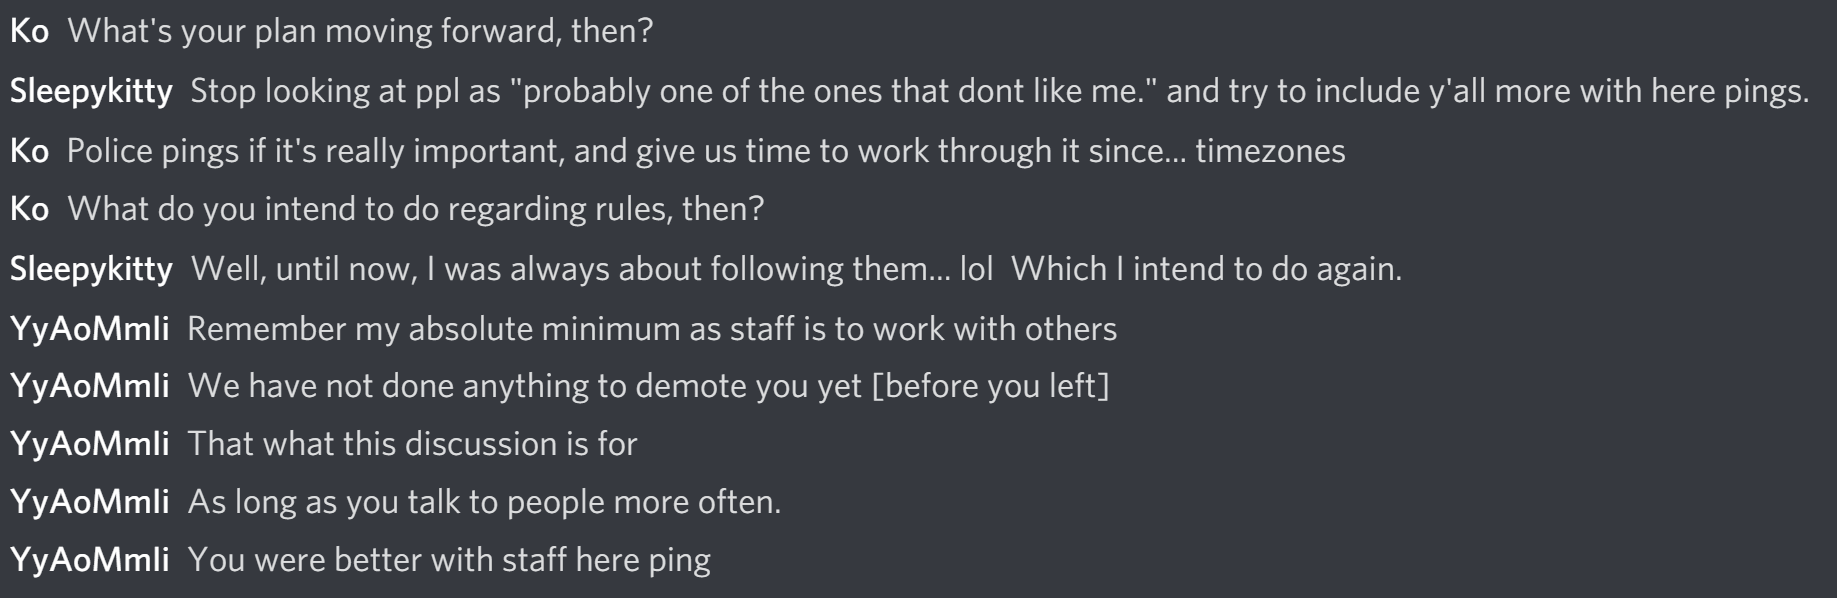 Ko What's your plan moving forward, then?
Sleepykitty Stop looking at ppl as "probably one of the ones that dont like me." and try to include y'all more with here pings.
Ko Police pings if it's really important, and give us time to work through it since... timezones
Ko What do you intend to do regarding rules, then?
Sleepykitty Well, until now, I was always about following them... lol  Which I intend to do again.
YyAoMmIi Remember my absolute minimum as staff is to work with others
YyAoMmIi We have not done anything to demote you yet [before you left]
YyAoMmIi That what this discussion is for
YyAoMmIi As long as you talk to people more often.
YyAoMmIi You were better with staff here ping